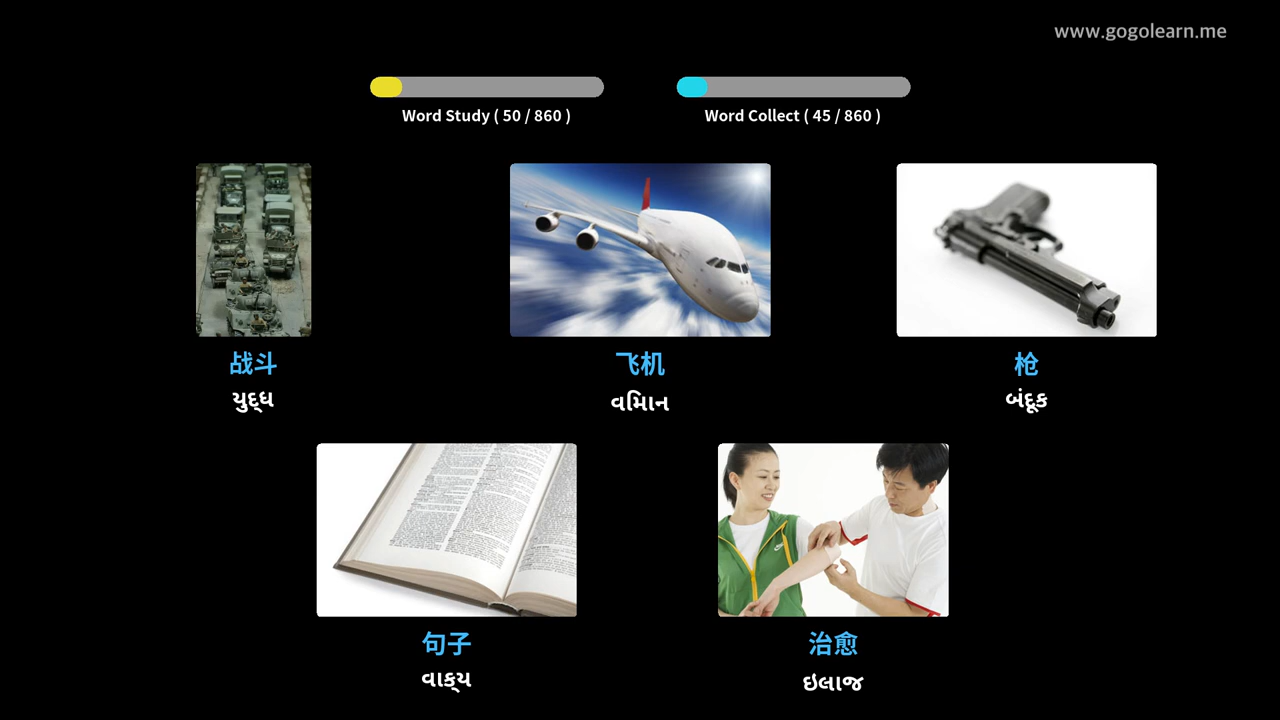 www.gogolearn.me
Word Study ( 50 / 860 )
Word Collect ( 45 / 860 )
战斗
飞机
枪
યુદ્ધ
વિમાન
બંદૂક
句子
治愈
વાક્ય
ઇલાજ